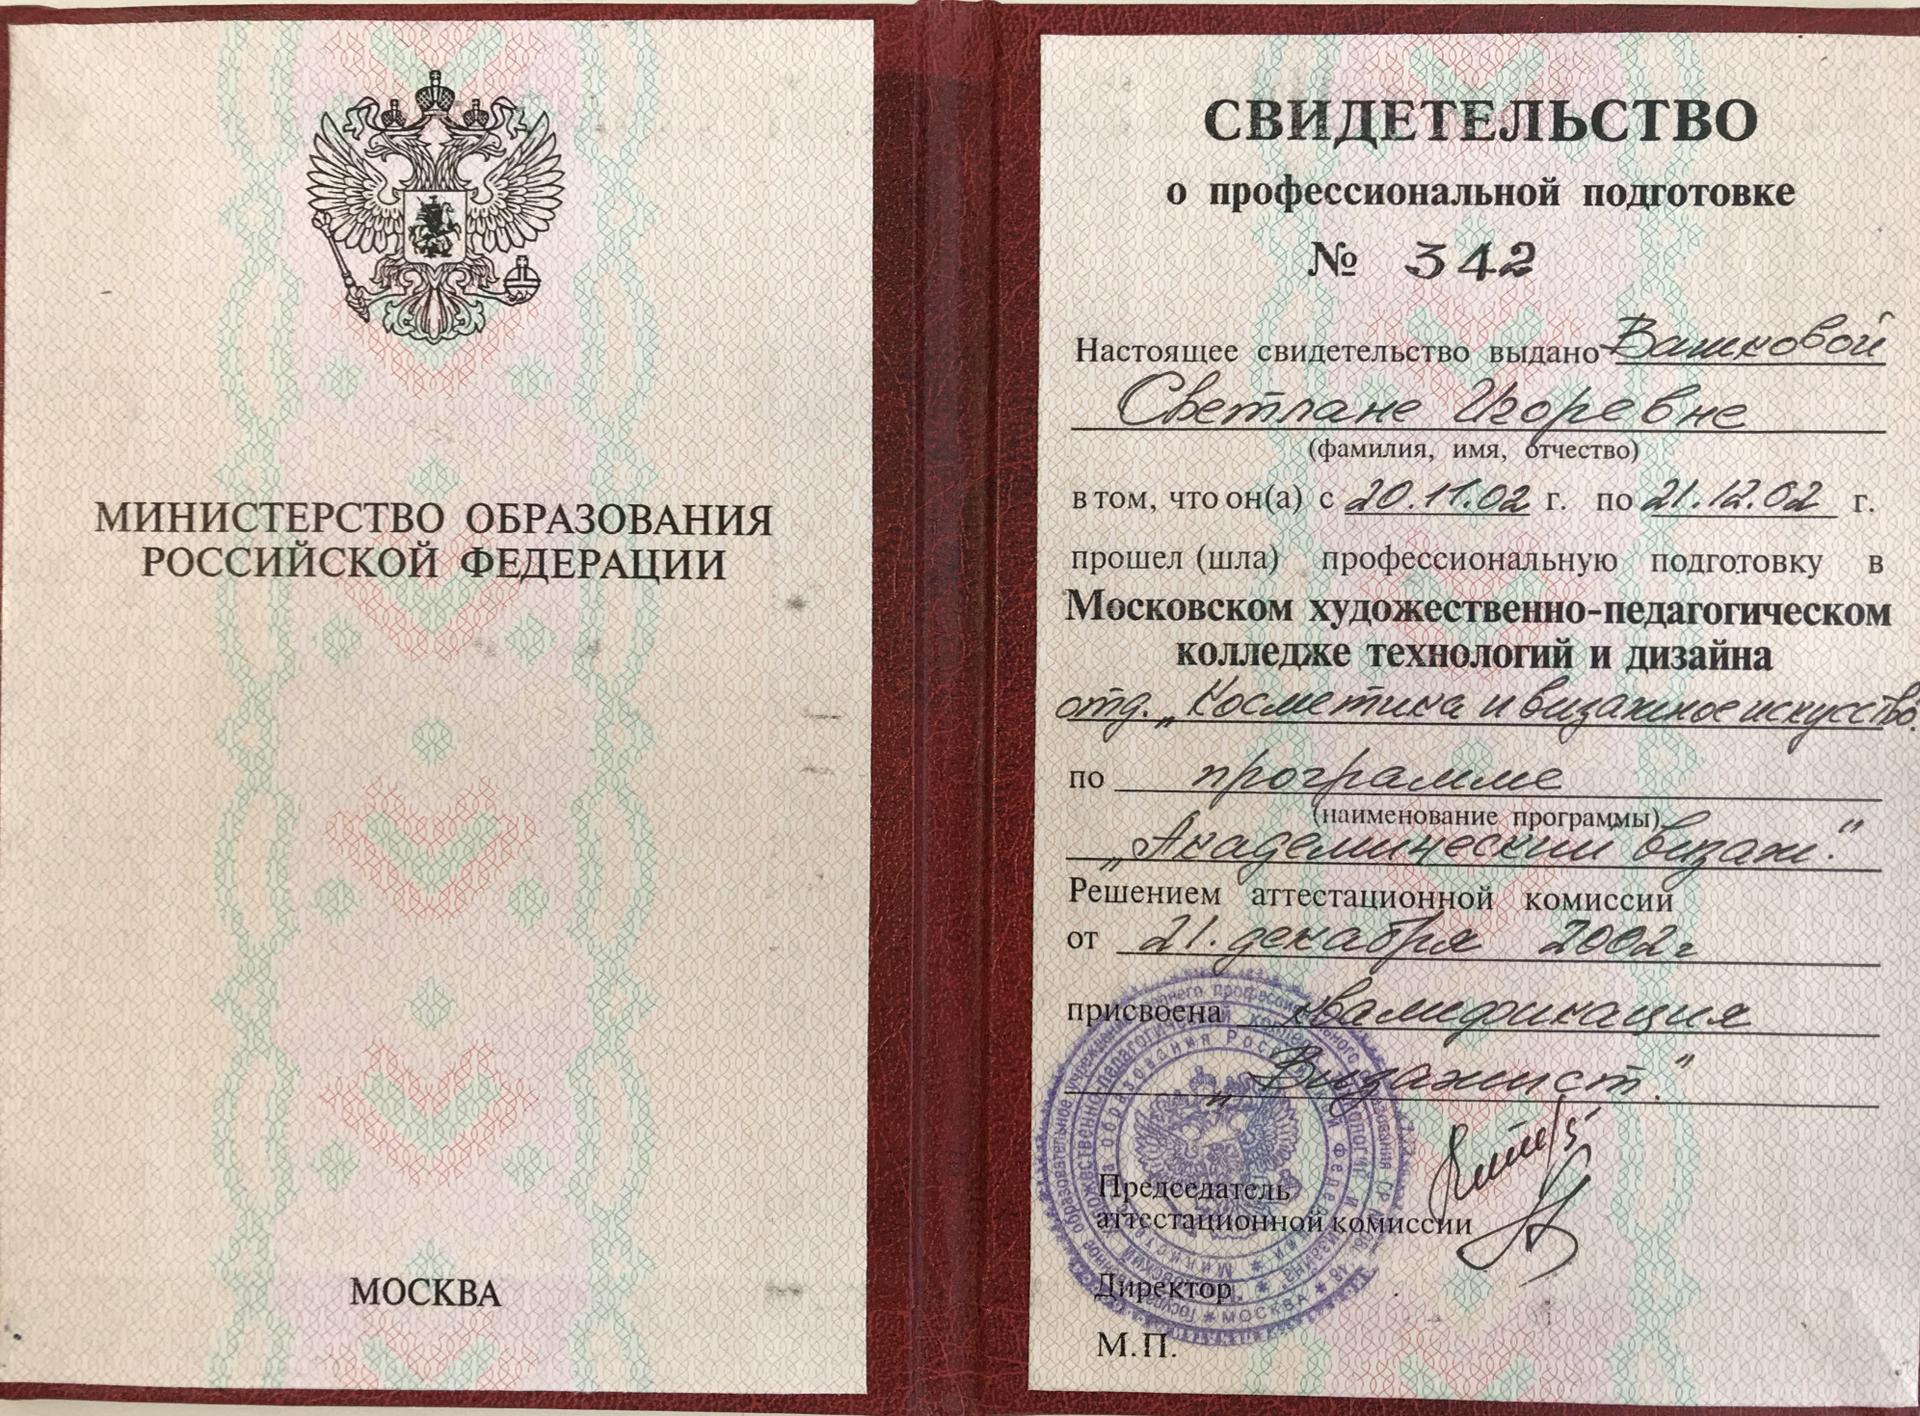 МИНИСТЕРСТВО ОБРАЗОВАНИЯ
РОССИЙСКОЙ ФЕДЕРАЦИИ
МОСКВА
СВИДЕТЕЛЬСТВО
о профессиональной подготовке
№ 342
Настоящее свидетельство выдано Вашковой
Светлане Игоревне
(фамилия, имя, отчество)
в том, что он(а) с 20.11.02 г. по 21.12.02 г.
прошел (шла) профессиональную подготовку в
Московском художественно-педагогическом
колледже технологий и дизайна
отд. „Косметика и визажное искусство."
по программе
(наименование программы)
„Академический визаж."
Решением аттестационной комиссии
от 21. декабря 2002г
присвоена квалификация
„Визажист."
Председатель
аттестационной комиссии
Директор
М.П.
* МОСКВА *